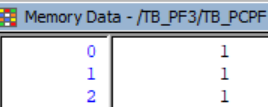 Memory Data - /TB_PF3/TB_PCPF
0 1
1 1
2 1